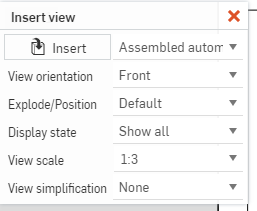 Insert view
Insert Assembled autom
View orientation Front
Explode/Position Default
Display state Show all
View scale 1:3
View simplification None